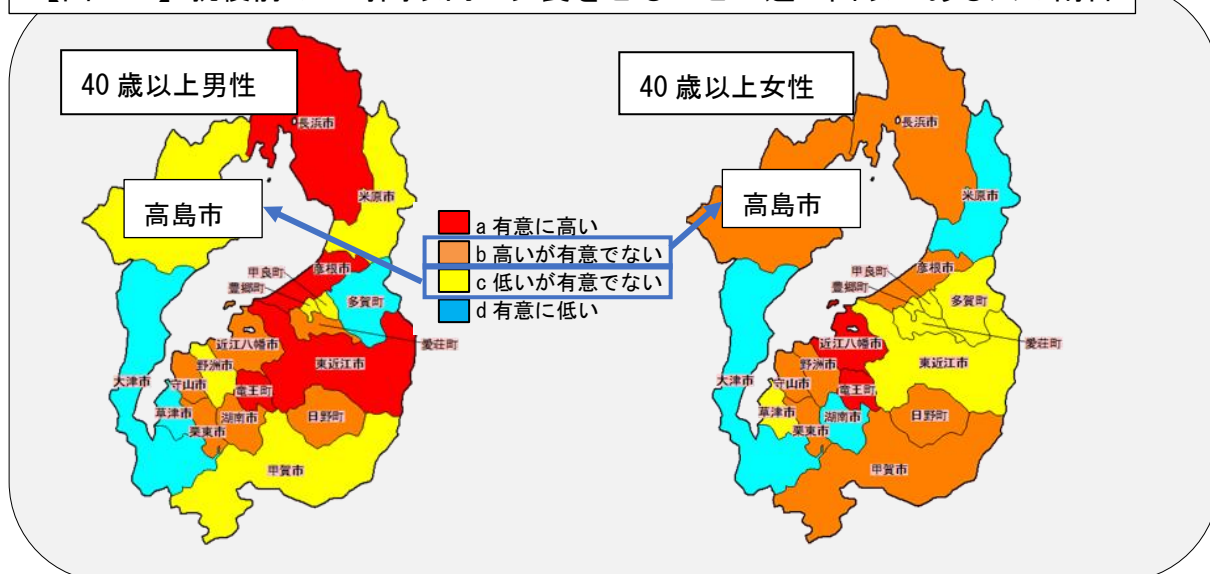 40 歳以上男性
長浜市
米原市
高島市
彦根市
甲良町
豊郷町
多賀町
愛荘町
近江八幡市
東近江市
野洲市
大津市
守山市
竜王町
草津市
湖南市
日野町
栗東市
甲賀市
a 有意に高い
b 高いが有意でない
c 低いが有意でない
d 有意に低い
40 歳以上女性
長浜市
米原市
高島市
彦根市
甲良町
豊郷町
多賀町
愛荘町
近江八幡市
東近江市
野洲市
大津市
守山市
竜王町
草津市
湖南市
日野町
栗東市
甲賀市